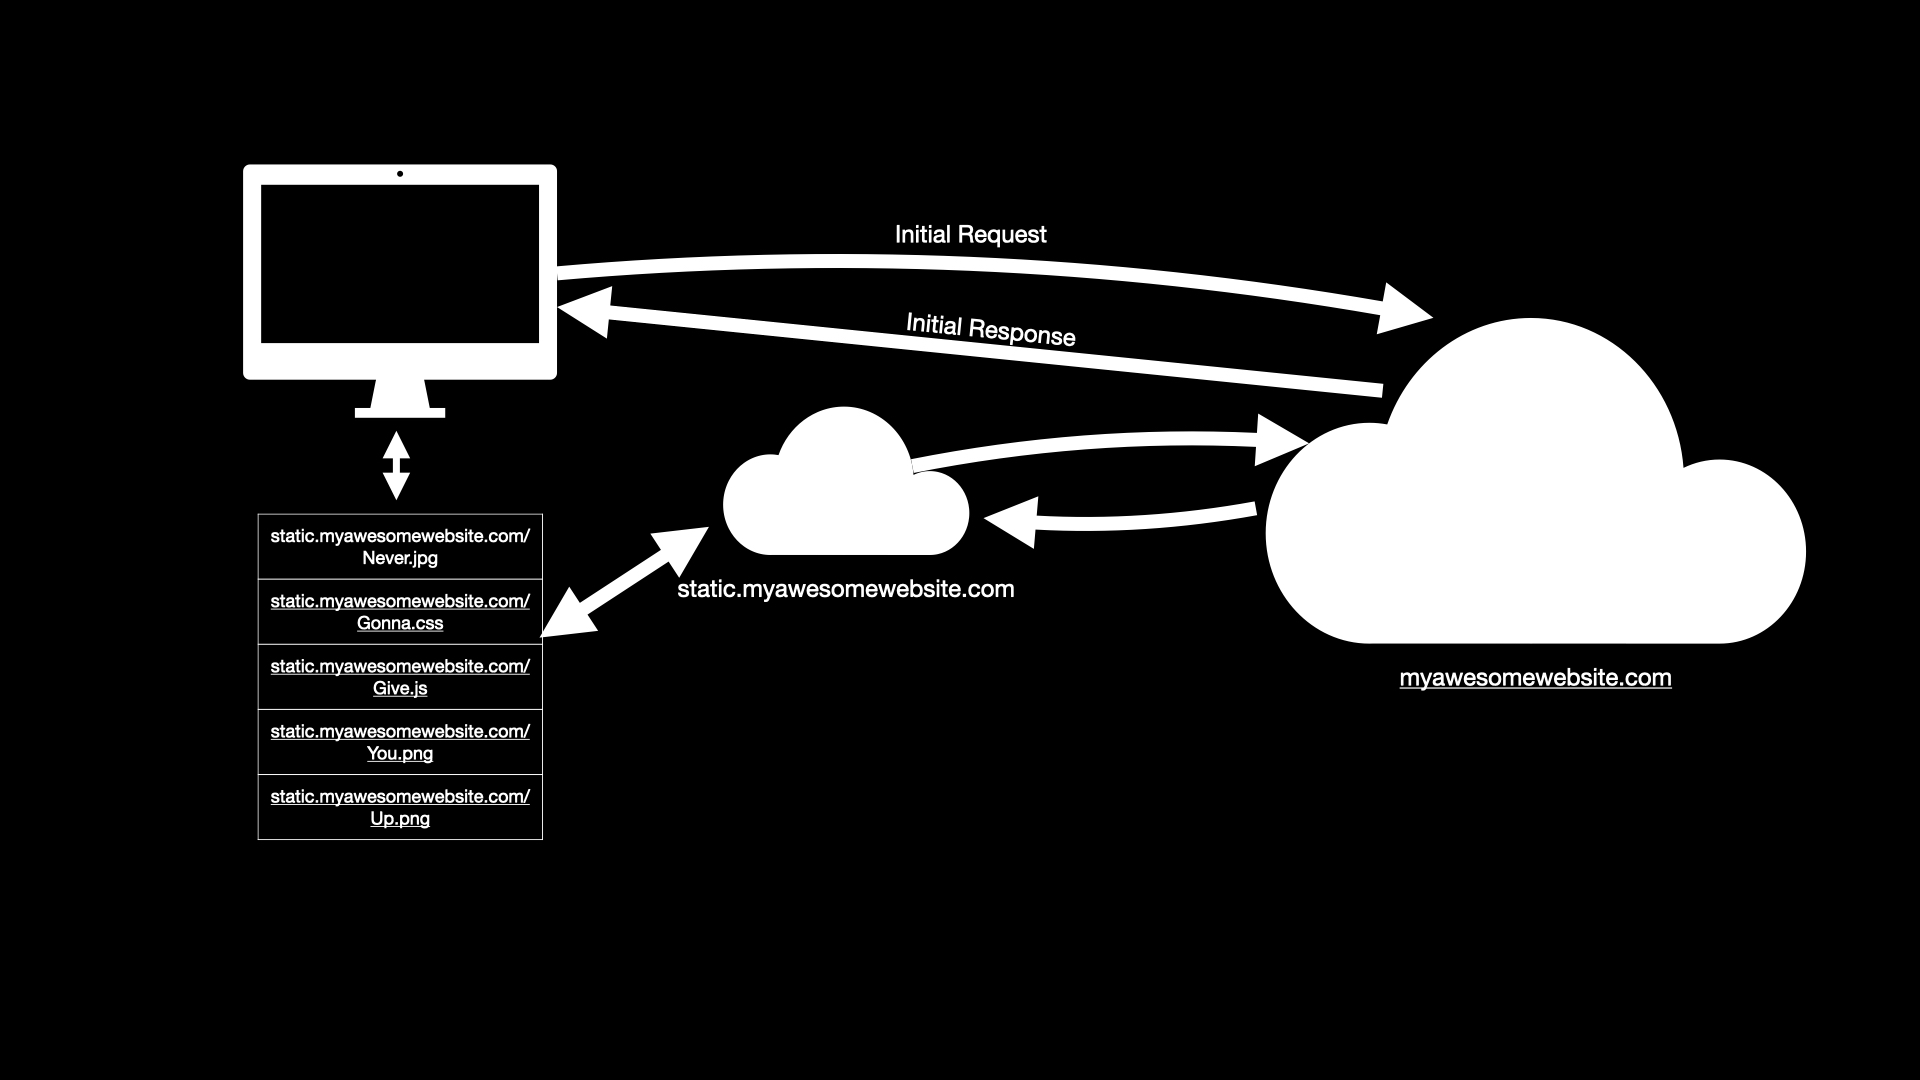 Initial Request
Initial Response
static.myawesomewebsite.com/
Never.jpg
static.myawesomewebsite.com/
Gonna.css
static.myawesomewebsite.com/
Give.js
static.myawesomewebsite.com/
You.png
static.myawesomewebsite.com/
Up.png
static.myawesomewebsite.com
myawesomewebsite.com